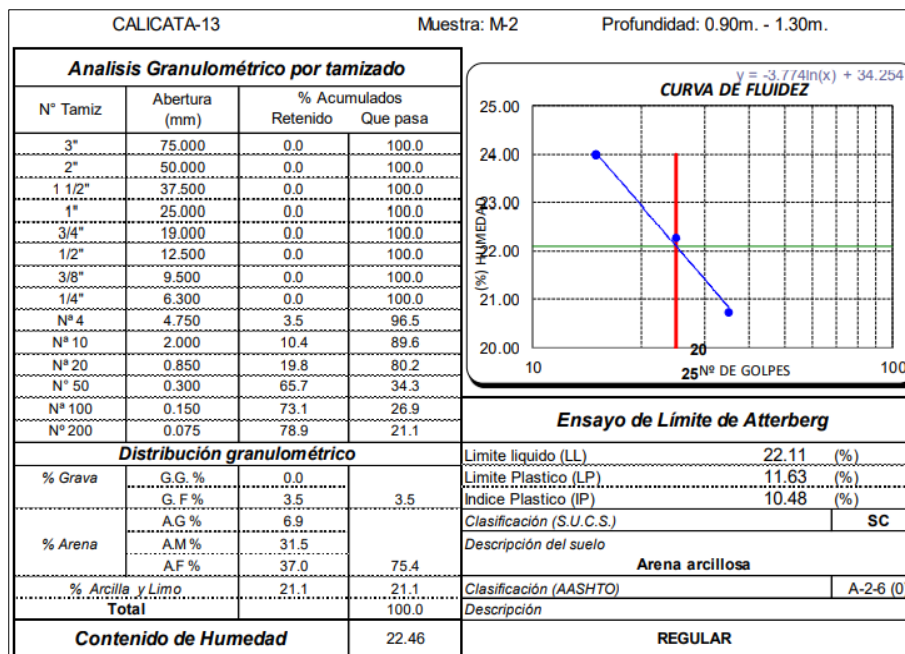 CALICATA-13 Muestra: M-2 Profundidad: 0.90m. - 1.30m.
Analisis Granulométrico por tamizado
N° Tamiz Abertura (mm) % Acumulados
Retenido Que pasa
3" 75.000 0.0 100.0
2" 50.000 0.0 100.0
1 1/2" 37.500 0.0 100.0
1" 25.000 0.0 100.0
3/4" 19.000 0.0 100.0
1/2" 12.500 0.0 100.0
3/8" 9.500 0.0 100.0
1/4" 6.300 0.0 100.0
Nª 4 4.750 3.5 96.5
Nª 10 2.000 10.4 89.6
Nª 20 0.850 19.8 80.2
N° 50 0.300 65.7 34.3
Nª 100 0.150 73.1 26.9
Nº 200 0.075 78.9 21.1
Distribución granulométrico
% Grava G.G. % 0.0
G. F % 3.5 3.5
A.G % 6.9
% Arena A.M % 31.5
A.F % 37.0 75.4
% Arcilla y Limo 21.1 21.1
Total 100.0
Contenido de Humedad 22.46
y = -3.774ln(x) + 34.254
CURVA DE FLUIDEZ
(%) HUMEDAD
25.00
24.00
23.00
22.00
21.00
20.00
20
10 100
25 Nº DE GOLPES
Ensayo de Límite de Atterberg
Limite liquido (LL) 22.11 (%)
Limite Plastico (LP) 11.63 (%)
Indice Plastico (IP) 10.48 (%)
Clasificación (S.U.C.S.) SC
Descripción del suelo
Arena arcillosa
Clasificación (AASHTO) A-2-6 (0
Descripción
REGULAR